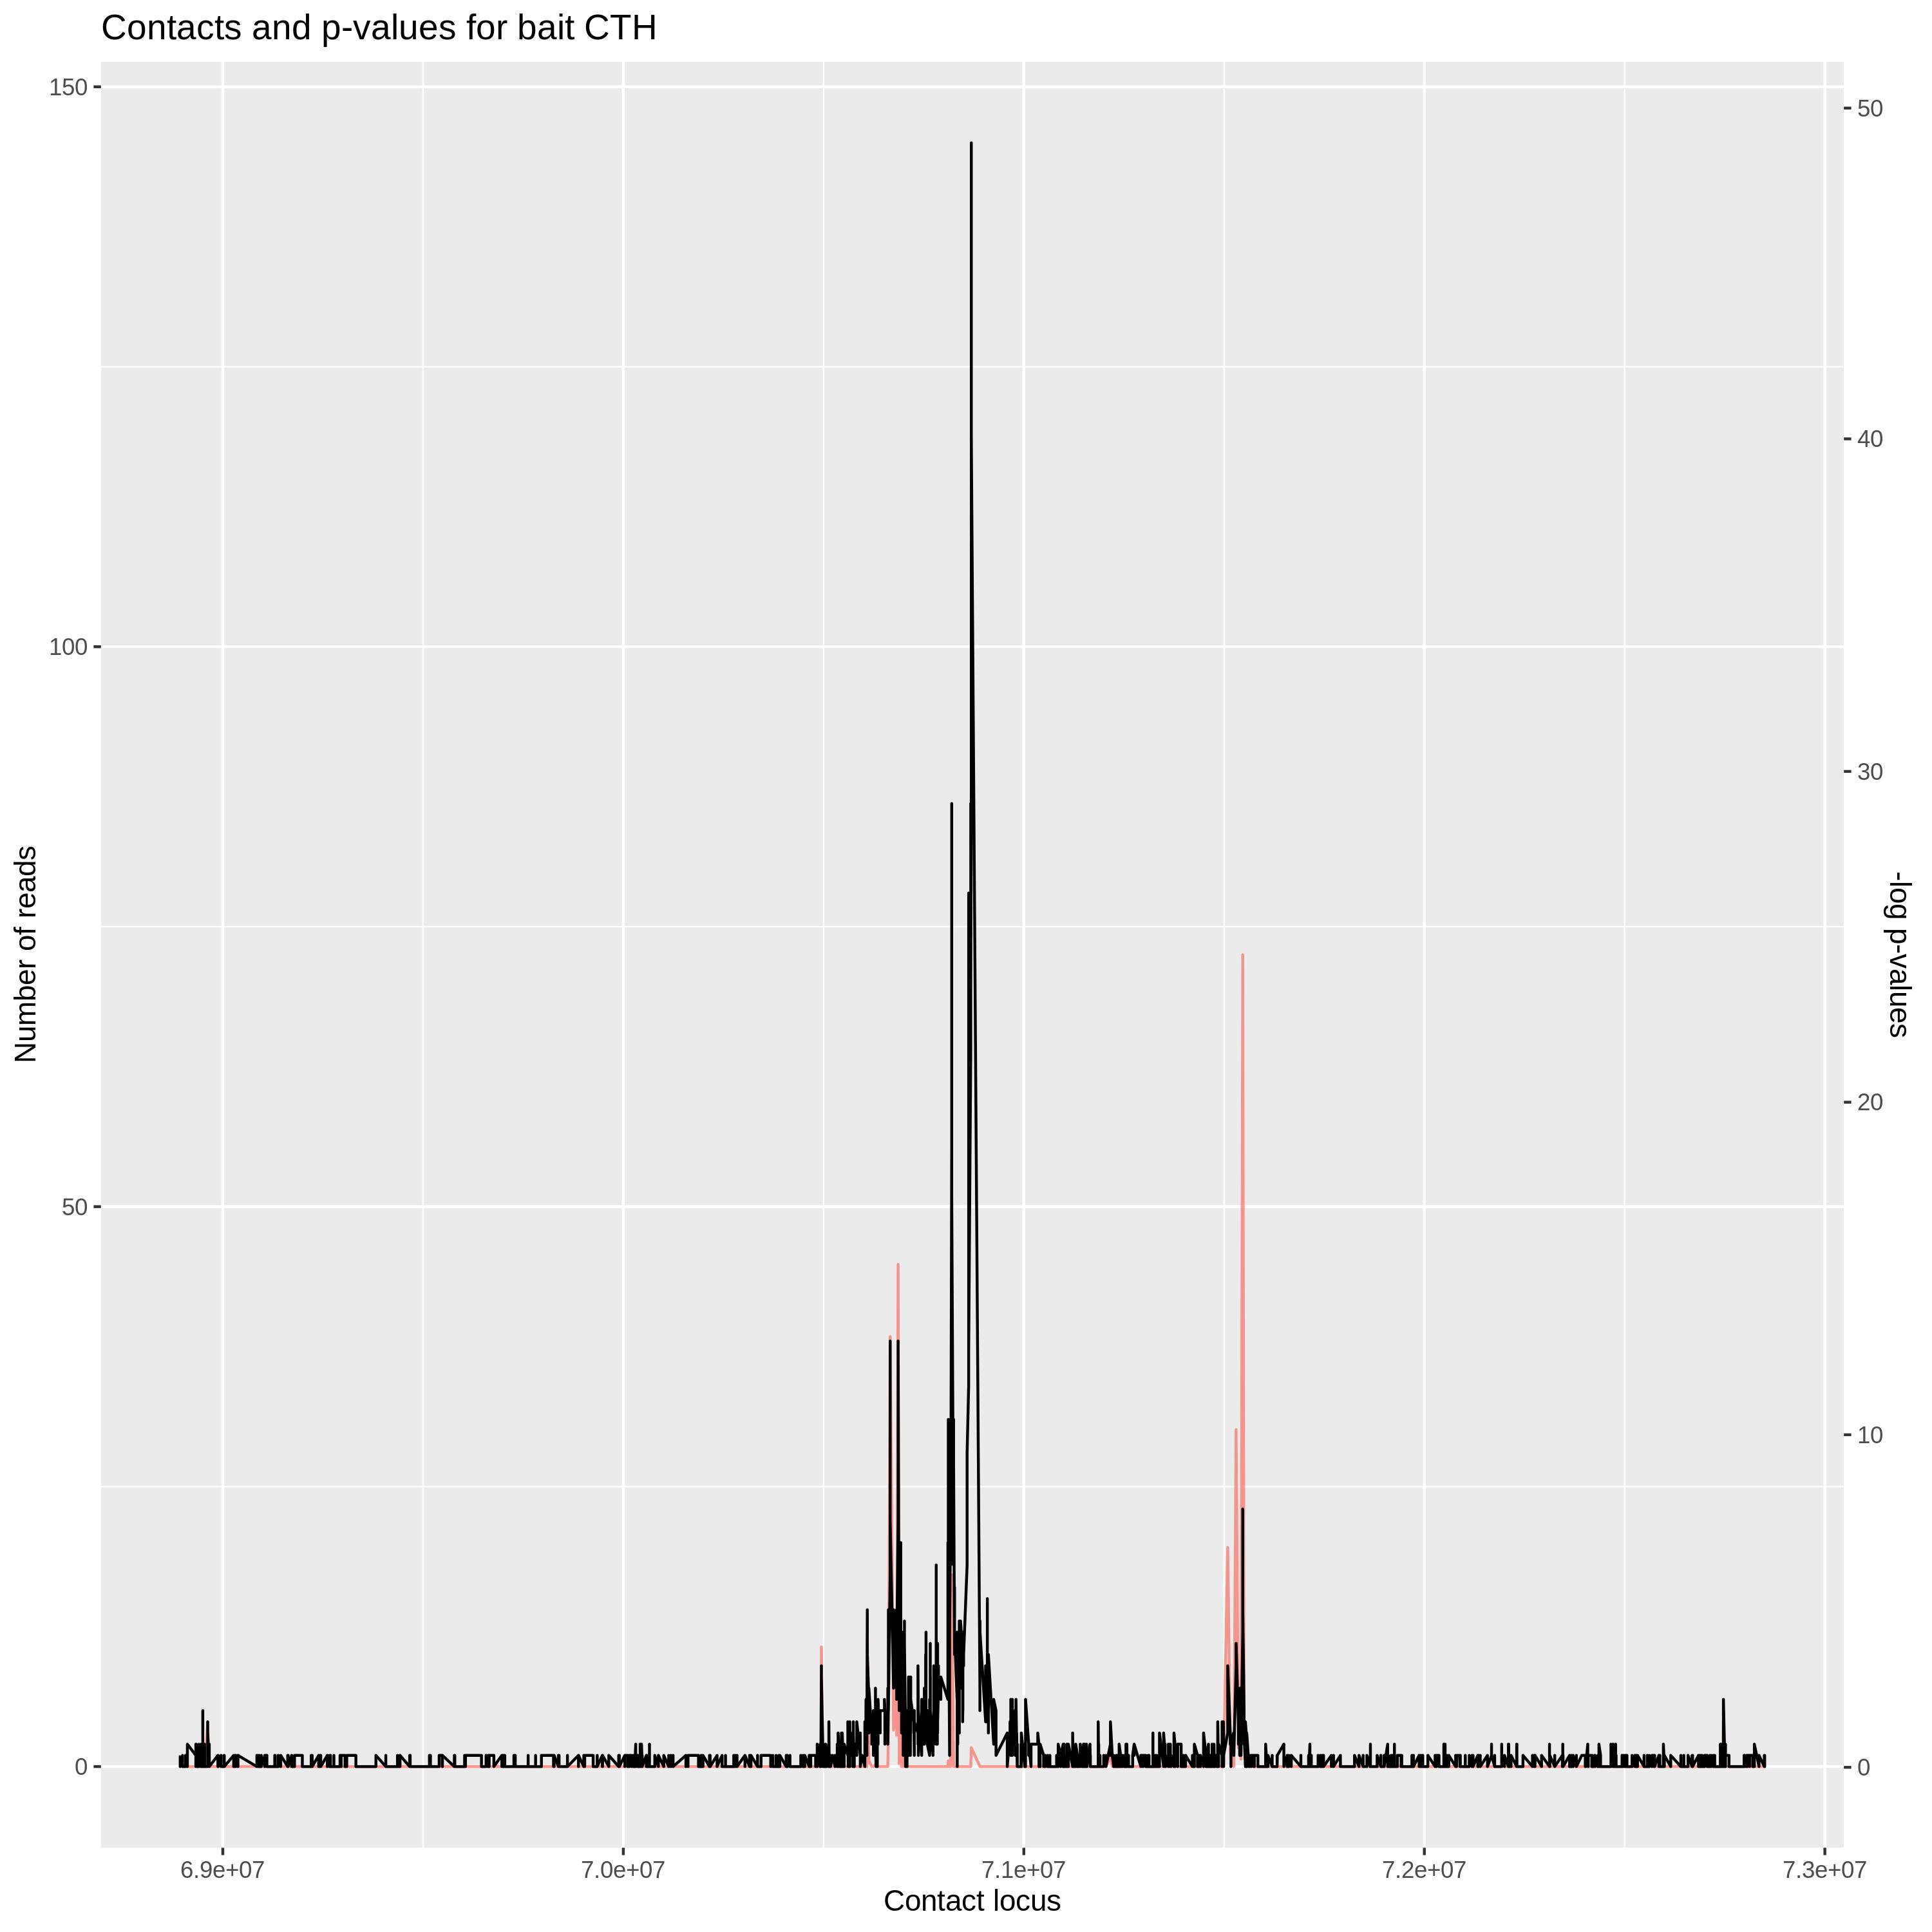 Contacts and p-values for bait CTH
150
100
50
0
Number of reads
50
40
30
20
10
0
-log p-values
6.9e+07
7.0e+07
7.1e+07
7.2e+07
7.3e+07
Contact locus